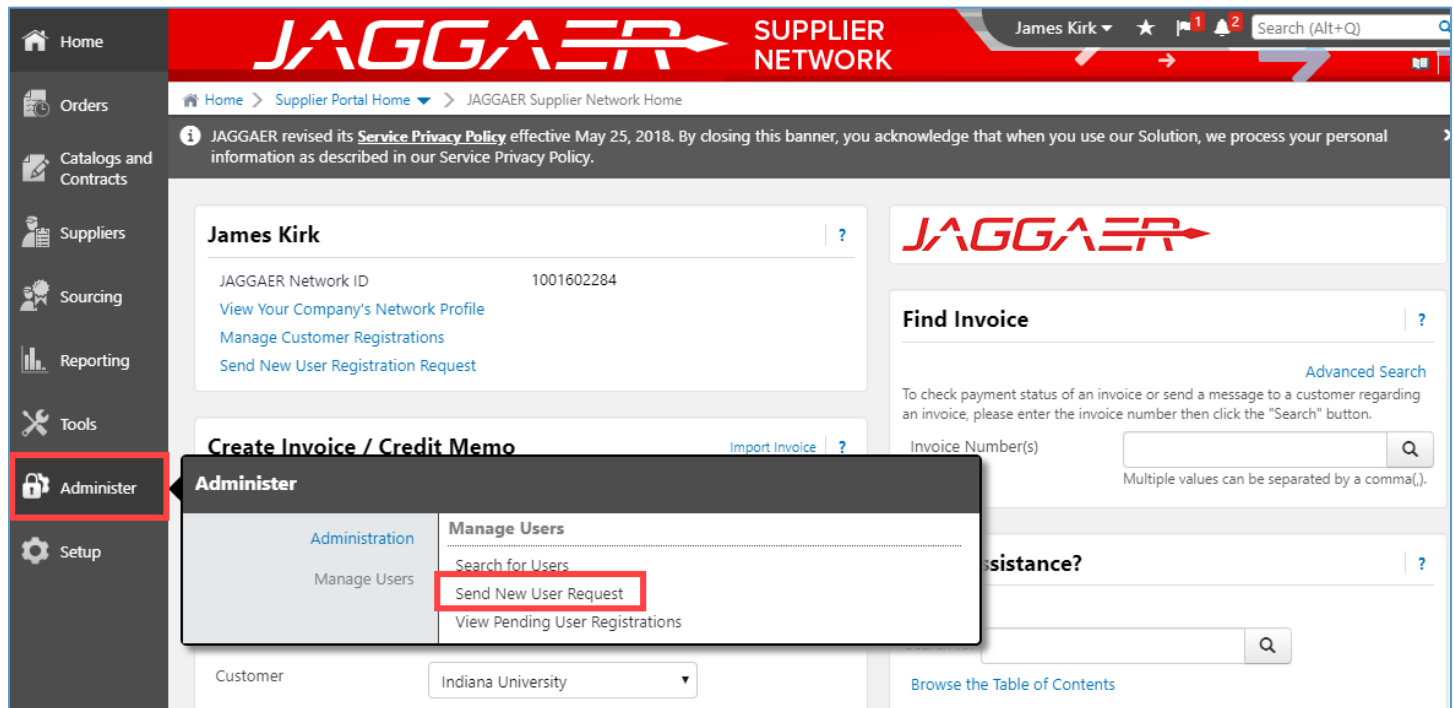 Home
Orders
Catalogs and
Contracts
Suppliers
Sourcing
Reporting
Tools
Administer
Setup
JAGGAER
SUPPLIER
NETWORK
James Kirk
1
2
Search (Alt+Q)
Home > Supplier Portal Home > JAGGAER Supplier Network Home
JAGGAER revised its Service Privacy Policy effective May 25, 2018. By closing this banner, you acknowledge that when you use our Solution, we process your personal
information as described in our Service Privacy Policy.
James Kirk ?
JAGGAER Network ID 1001602284
View Your Company's Network Profile
Manage Customer Registrations
Send New User Registration Request
Create Invoice / Credit Memo Import Invoice ?
Administer
Administration
Manage Users
Manage Users
Search for Users
Send New User Request
View Pending User Registrations
Customer Indiana University
JAGGAER
Find Invoice ?
Advanced Search
To check payment status of an invoice or send a message to a customer regarding
an invoice, please enter the invoice number then click the "Search" button.
Invoice Number(s)
Multiple values can be separated by a comma(,).
ssistance? ?
Browse the Table of Contents